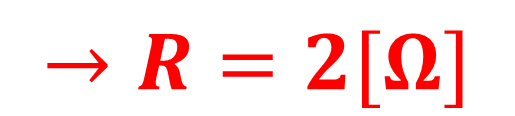 → R = 2[Ω]